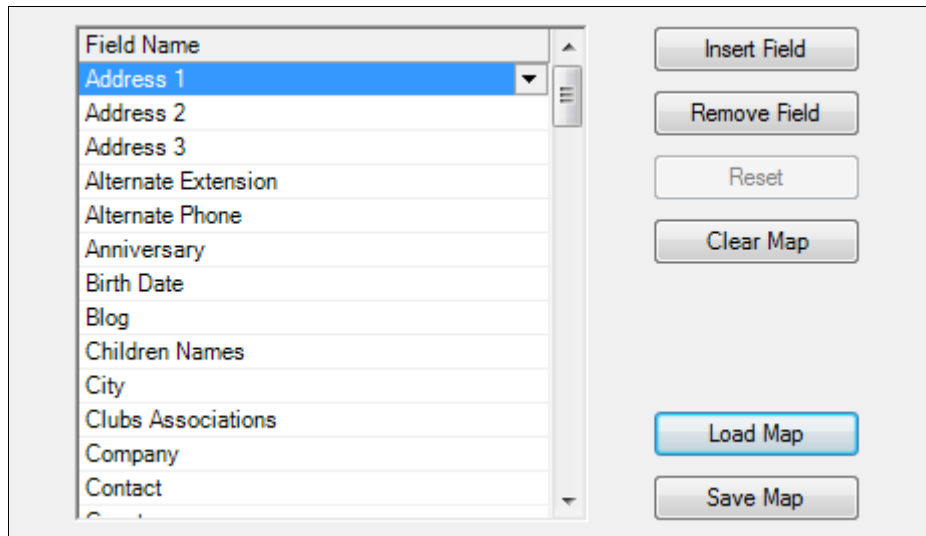 Field Name
Address 1
Address 2
Address 3
Alternate Extension
Alternate Phone
Anniversary
Birth Date
Blog
Children Names
City
Clubs Associations
Company
Contact
Insert Field
Remove Field
Reset
Clear Map
Load Map
Save Map